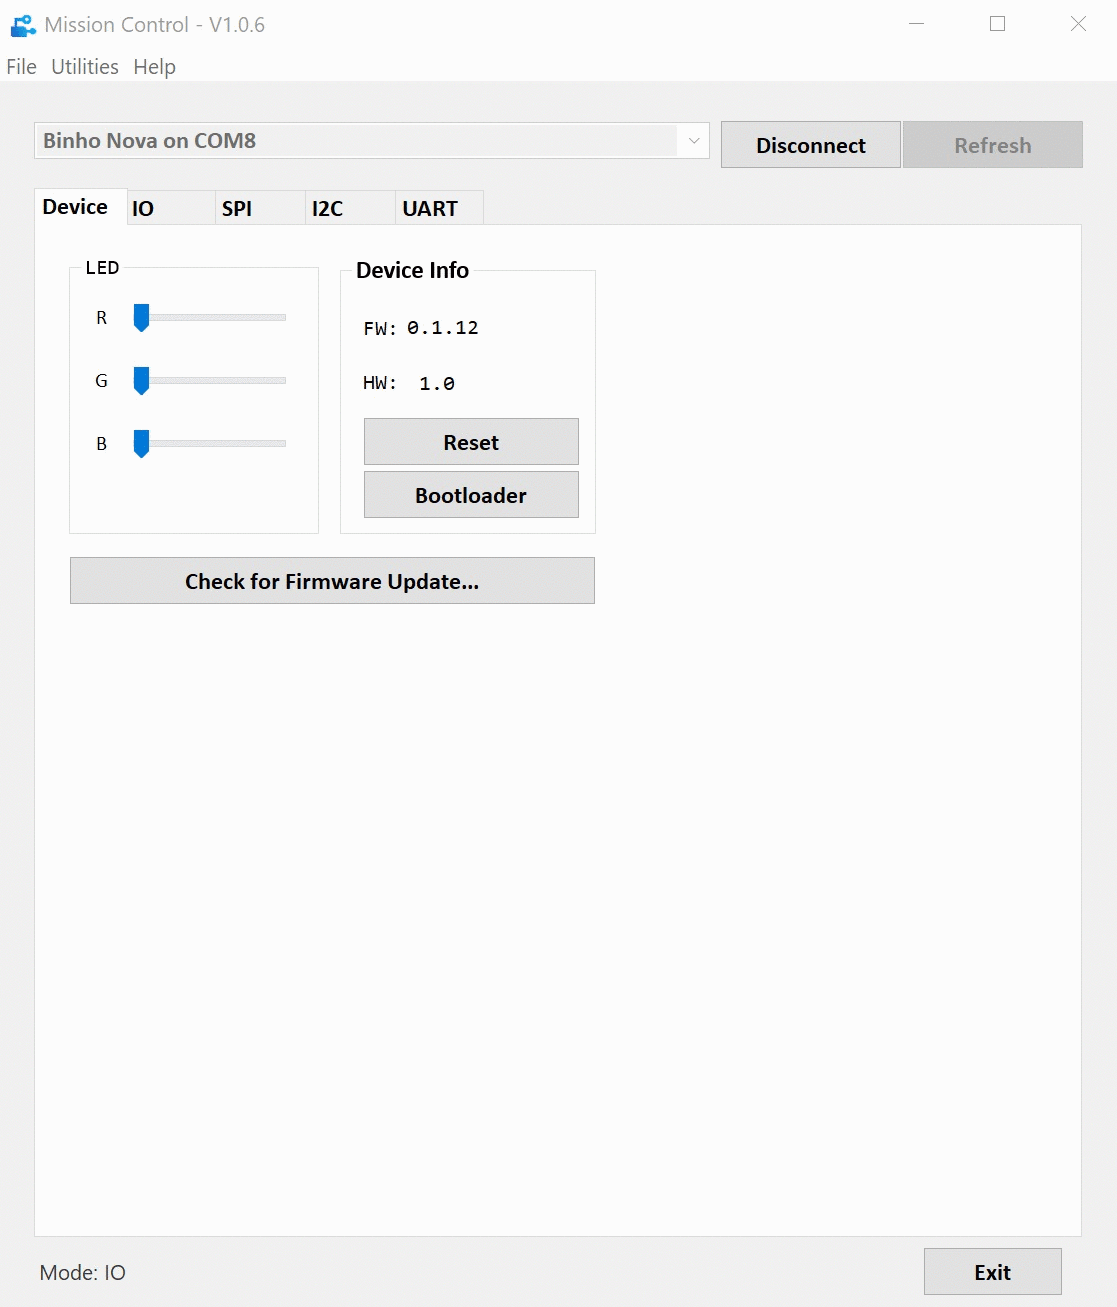 Mission Control - V1.0.6
File Utilities Help
Binho Nova on COM8 Disconnect Refresh
Device IO SPI I2C UART
LED Device Info
R FW: 0.1.12
G HW: 1.0
B Reset
Bootloader
Check for Firmware Update...
Mode: IO Exit